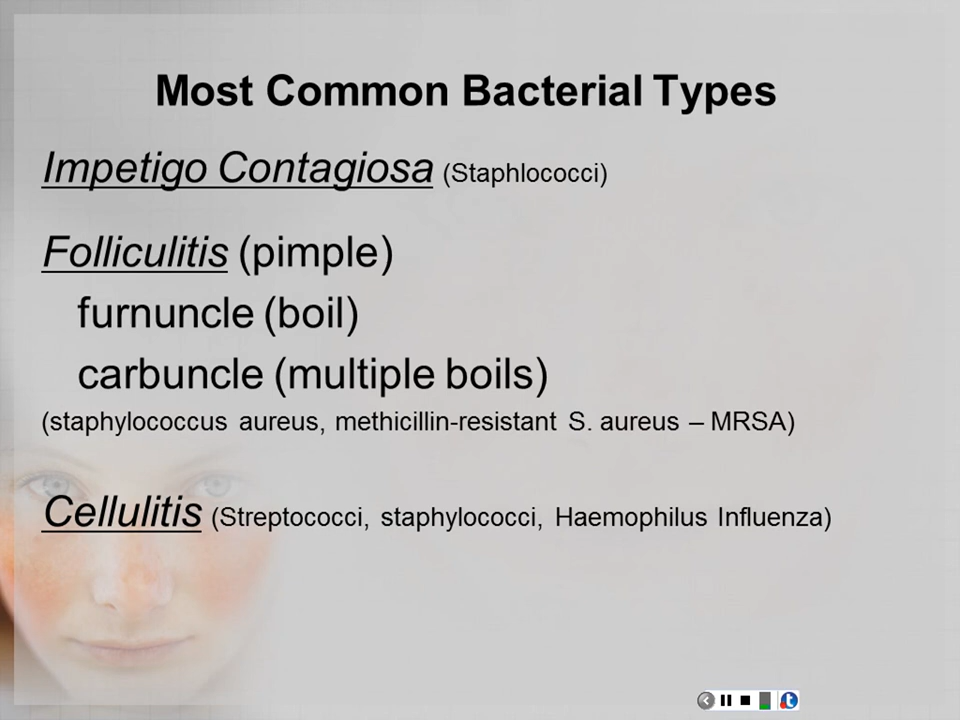 Most Common Bacterial Types
Impetigo Contagiosa (Staphlococci)
Folliculitis (pimple)
furnuncle (boil)
carbuncle (multiple boils)
(staphylococcus aureus, methicillin-resistant S. aureus – MRSA)
Cellulitis (Streptococci, staphylococci, Haemophilus Influenza)
t